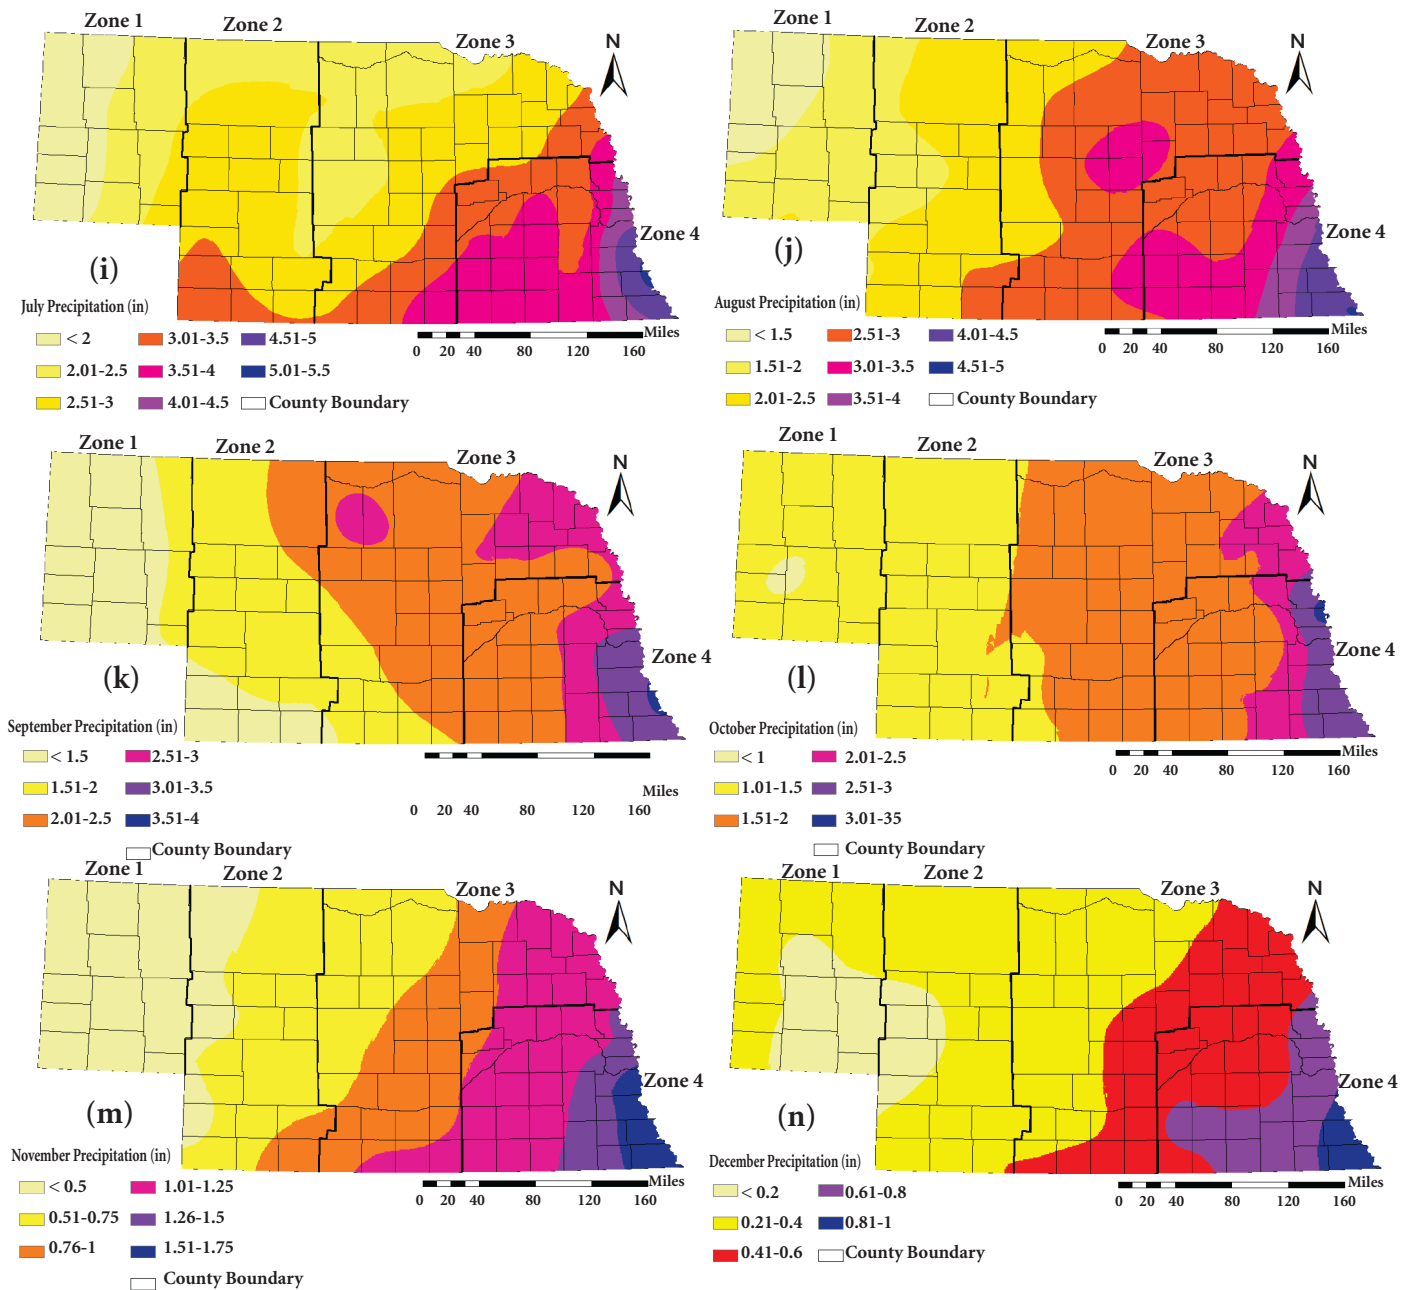 Zone 1
Zone 2
Zone 3
N
Zone 4
(i)
July Precipitation (in)
< 2
3.01-3.5
4.51-5
2.01-2.5
3.51-4
5.01-5.5
2.51-3
4.01-4.5
County Boundary
Miles
0 20 40 80 120 160
Zone 1
Zone 2
Zone 3
N
Zone 4
(j)
August Precipitation (in)
< 1.5
2.51-3
4.01-4.5
1.51-2
3.01-3.5
4.51-5
2.01-2.5
3.51-4
County Boundary
Miles
0 20 40 80 120 160
Zone 1
Zone 2
Zone 3
N
Zone 4
(k)
September Precipitation (in)
< 1.5
2.51-3
1.51-2
3.01-3.5
2.01-2.5
3.51-4
County Boundary
Miles
0 20 40 80 120 160
Zone 1
Zone 3
N
Zone 4
(l)
October Precipitation (in)
< 1
2.01-2.5
1.01-1.5
2.51-3
1.51-2
3.01-35
County Boundary
Miles
0 20 40 80 120 160
Zone 1
Zone 2
Zone 3
N
Zone 4
(m)
November Precipitation (in)
< 0.5
1.01-1.25
0.51-0.75
1.26-1.5
0.76-1
1.51-1.75
County Boundary
Miles
0 20 40 80 120 160
Zone 1
Zone 2
Zone 3
N
Zone 4
(n)
December Precipitation (in)
< 0.2
0.61-0.8
0.21-0.4
0.81-1
0.41-0.6
County Boundary
Miles
0 20 40 80 120 160